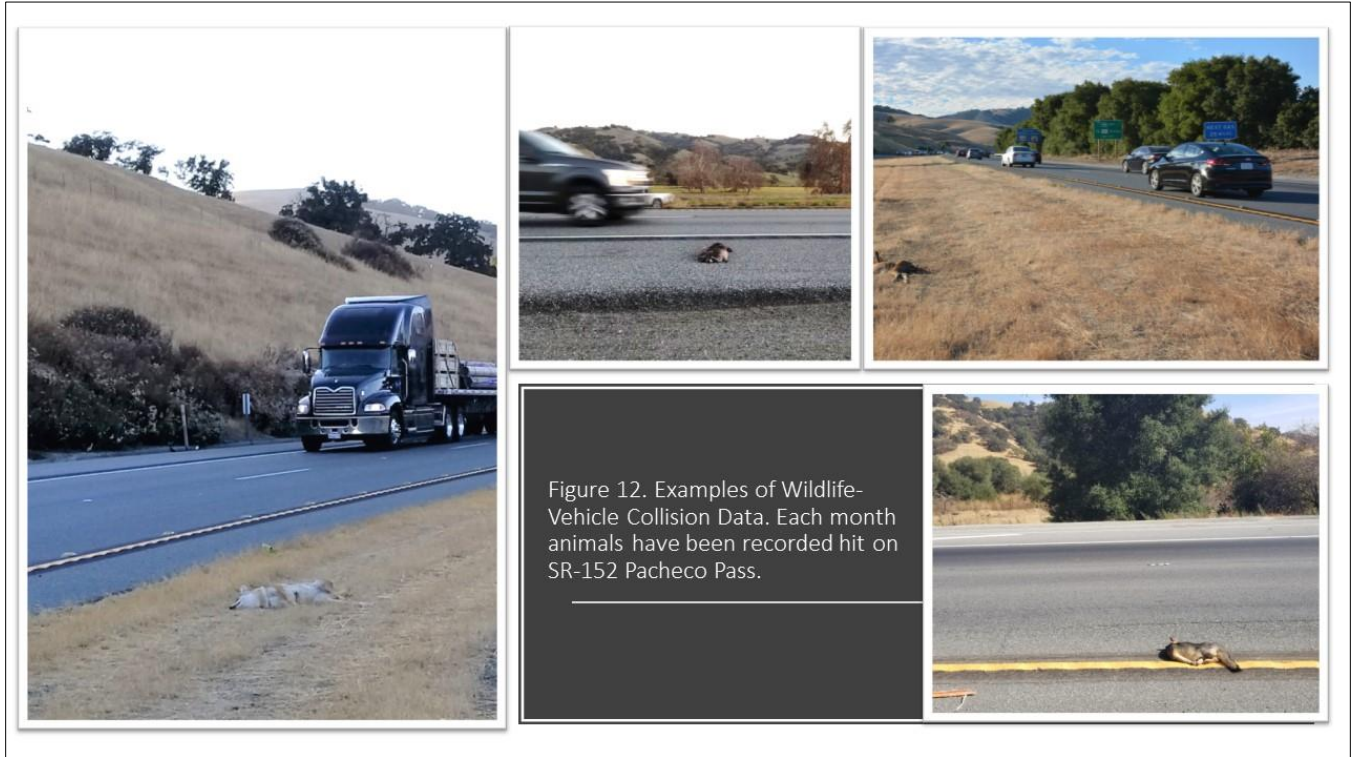 Figure 12. Examples of Wildlife-
Vehicle Collision Data. Each month
animals have been recorded hit on
SR-152 Pacheco Pass.